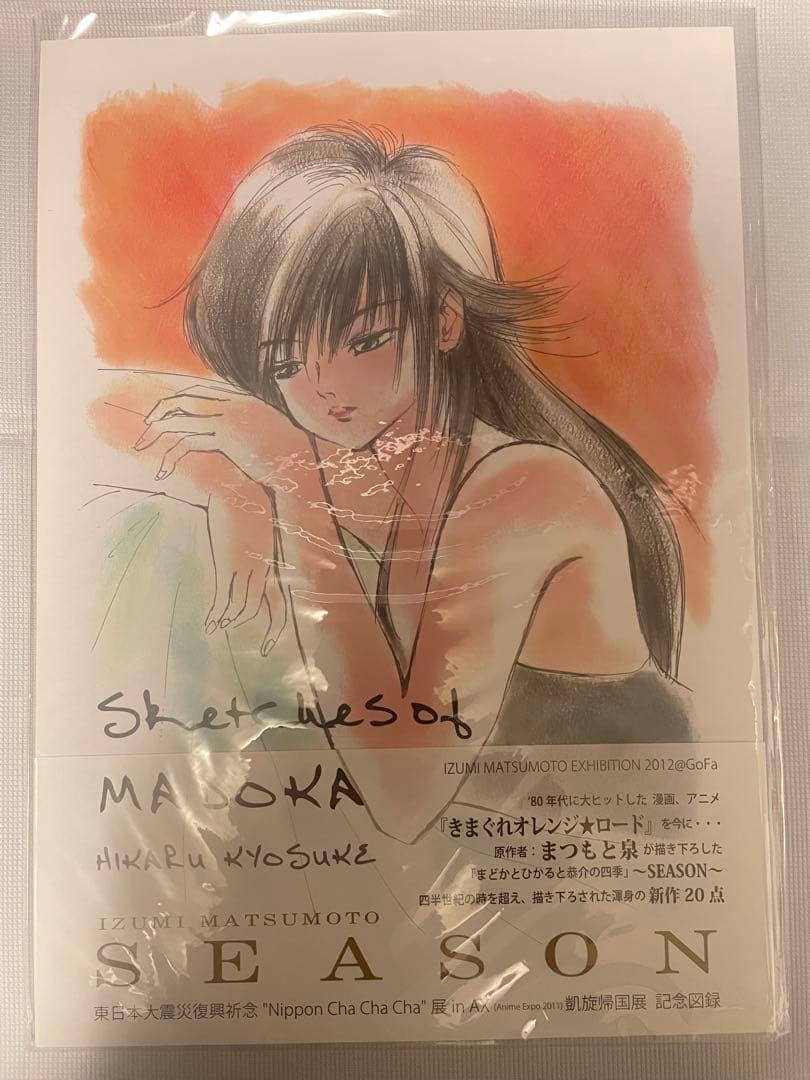 Sketches of
MADOKA
HIKARU KYOSUKE
IZUMI MATSUMOTO EXHIBITION 2012@GoFa
'80年代に大ヒットした 漫画、アニメ
『きまぐれオレンジ★ロード』を今に・・・
原作者：まつもと泉が描き下ろした
「まどかとひかると恭介の四季」～SEASON～
四半世紀の時を超え、描き下ろされた渾身の新作20点
IZUMI MATSUMOTO
SEASON
東日本大震災復興祈念 "Nippon Cha Cha Cha" 展 in AX (Anime Expo 2011) 凱旋帰国展 記念図録